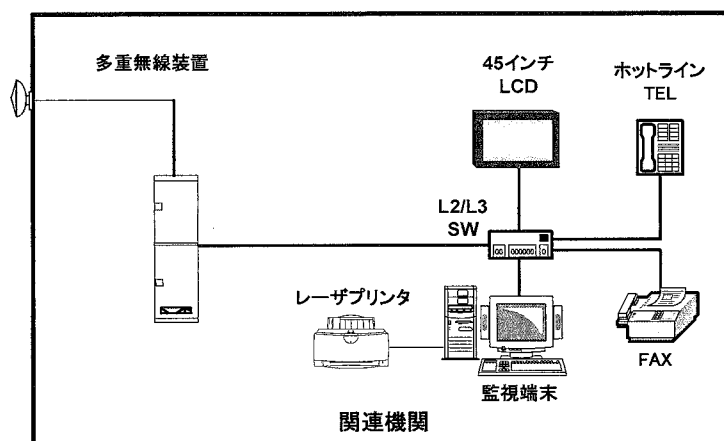 多重無線装置
45インチ
LCD
ホットライン
TEL
L2/L3
SW
レーザプリンタ
監視端末
FAX
関連機関